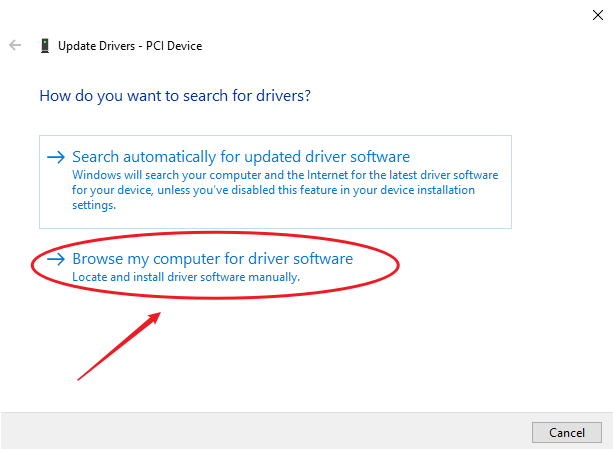 Update Drivers - PCI Device
How do you want to search for drivers?
Search automatically for updated driver software
Windows will search your computer and the Internet for the latest driver software
for your device, unless you've disabled this feature in your device installation
settings.
Browse my computer for driver software
Locate and install driver software manually.
Cancel